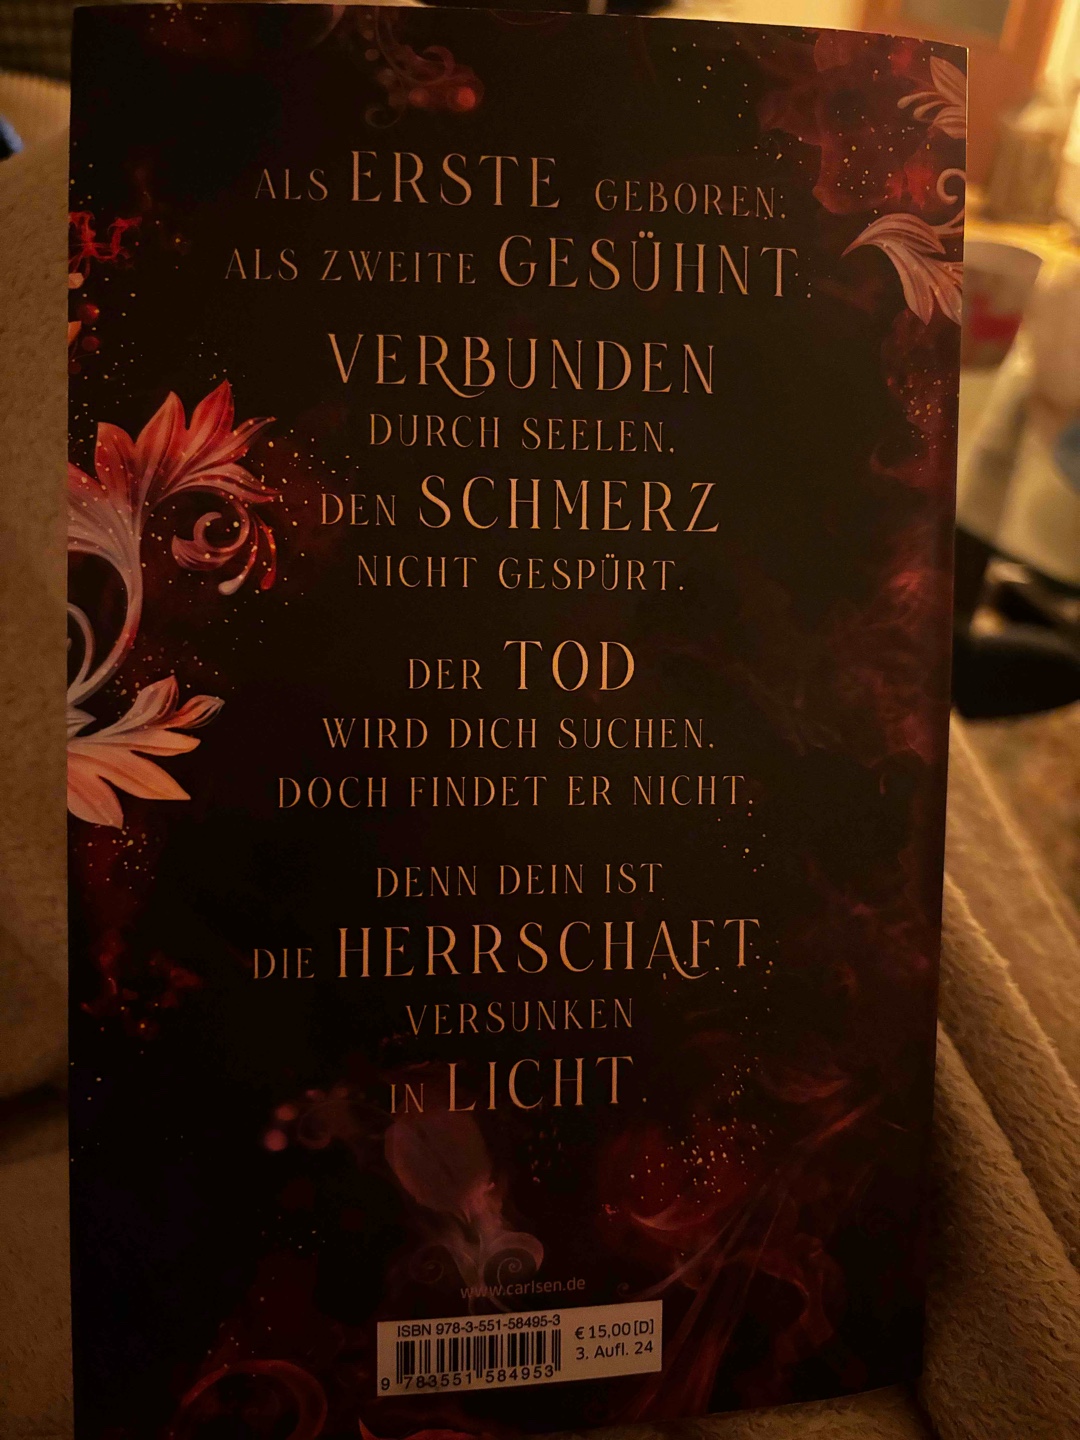 ALS ERSTE GEBOREN;
ALS ZWEITE GESÜHNT.
VERBUNDEN
DURCH SEELEN,
DEN SCHMERZ
NICHT GESPÜRT.
DER TOD
WIRD DICH SUCHEN,
DOCH FINDET ER NICHT.
DENN DEIN IST
DIE HERRSCHAFT,
VERSUNKEN
IN LICHT.
www.carlsen.de
ISBN 978-3-551-58495-3
€ 15,00 [D]
3. Aufl. 24
9 783551 584953